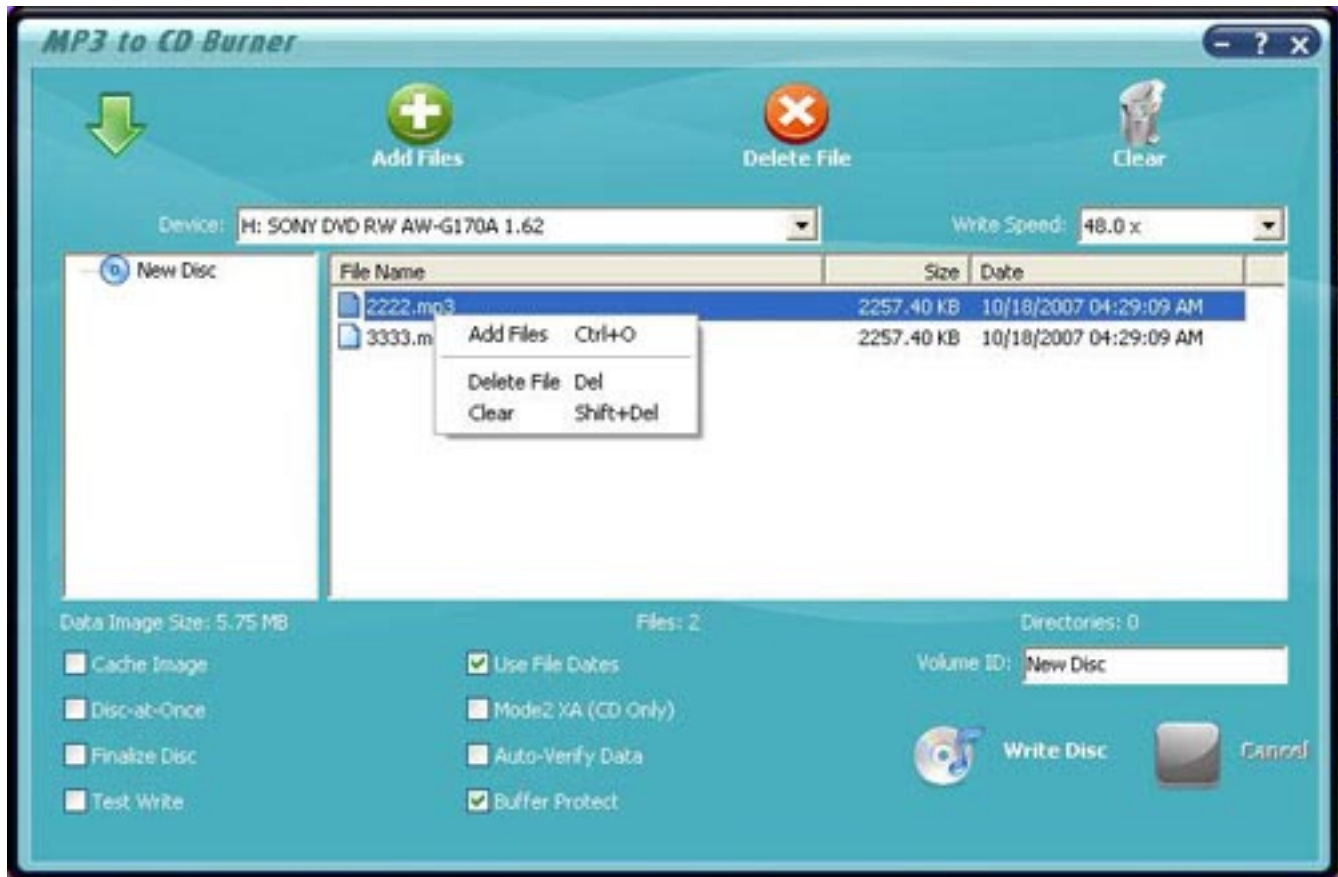 MP3 to CD Burner
Add Files
Delete File
Clear
Device: H: SONY DVD RW AW-G170A 1.62
Write Speed: 48.0 x
New Disc
File Name Size Date
2222.mp3 2257.40 KB 10/18/2007 04:29:09 AM
3333.m 2257.40 KB 10/18/2007 04:29:09 AM
Add Files Ctrl+O
Delete File Del
Clear Shift+Del
Data Image Size: 5.75 MB
Files: 2
Directories: 0
Cache Image
Use File Dates
Volume ID: New Disc
Disc-at-Once
Mode2 XA (CD Only)
Finalize Disc
Auto-Verify Data
Write Disc
Cancel
Test Write
Buffer Protect